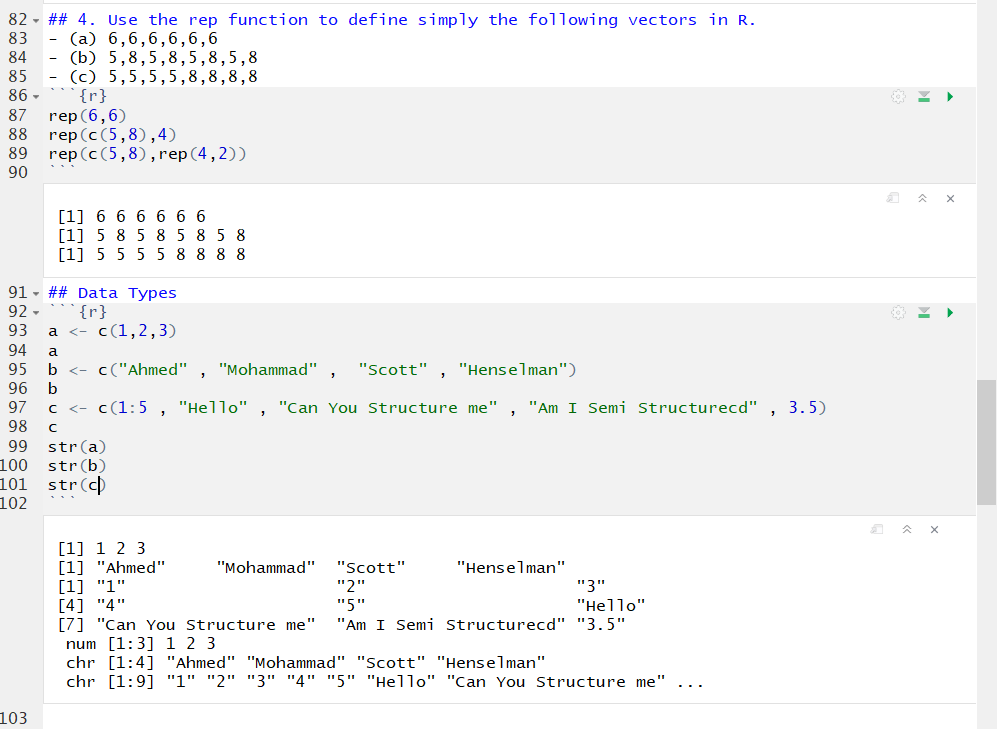 82 ## 4. Use the rep function to define simply the following vectors in R.
83 - (a) 6,6,6,6,6,6
84 - (b) 5,8,5,8,5,8,5,8
85 - (c) 5,5,5,5,8,8,8,8
86 ```{r}
87 rep(6,6)
88 rep(c(5,8),4)
89 rep(c(5,8),rep(4,2))
90 ```
[1] 6 6 6 6 6 6
[1] 5 8 5 8 5 8 5 8
[1] 5 5 5 5 8 8 8 8
91 ## Data Types
92 ```{r}
93 a <- c(1,2,3)
94 a
95 b <- c("Ahmed" , "Mohammad" ,  "Scott" , "Henselman")
96 b
97 c <- c(1:5 , "Hello" , "Can You Structure me" , "Am I Semi Structurecd" , 3.5)
98 c
99 str(a)
100 str(b)
101 str(c)
102 ```
[1] 1 2 3
[1] "Ahmed"     "Mohammad"  "Scott"     "Henselman"
[1] "1"                     "2"                     "3"
[4] "4"                     "5"                     "Hello"
[7] "Can You Structure me"  "Am I Semi Structurecd" "3.5"
 num [1:3] 1 2 3
 chr [1:4] "Ahmed" "Mohammad" "Scott" "Henselman"
 chr [1:9] "1" "2" "3" "4" "5" "Hello" "Can You Structure me" ...
103